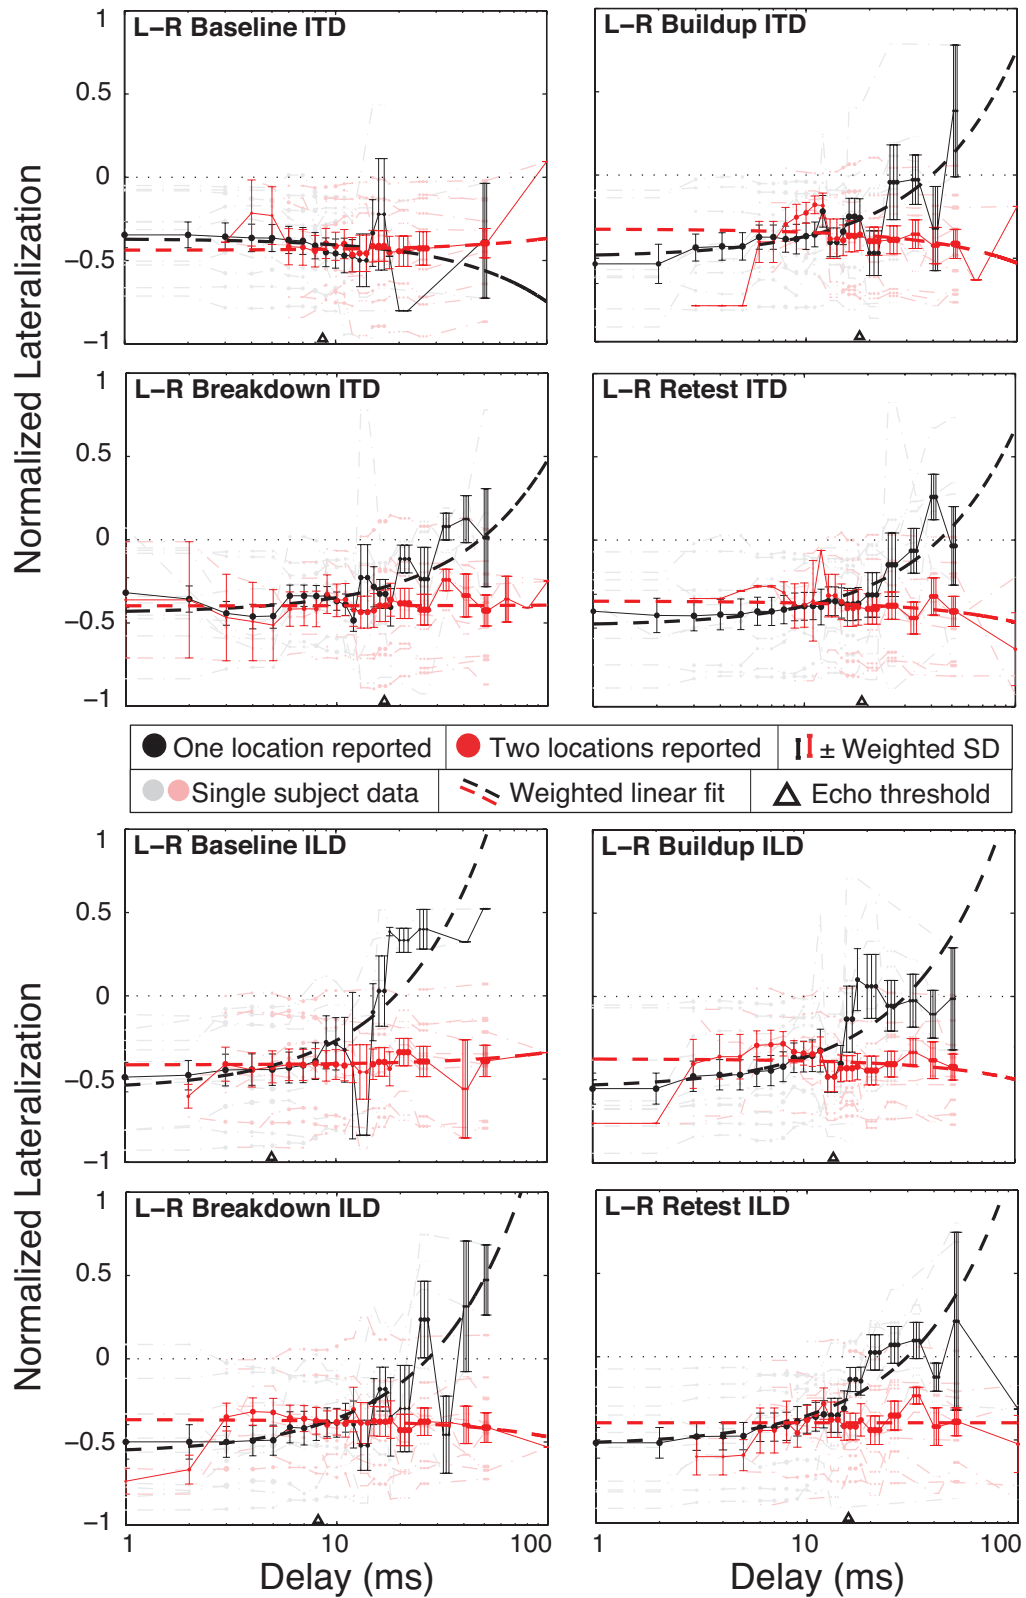 L–R Baseline ITD
L–R Buildup ITD
1
0.5
0
−0.5
−1
L–R Breakdown ITD
L–R Retest ITD
1
0.5
0
−0.5
−1
Normalized Lateralization
One location reported
Two locations reported
± Weighted SD
Single subject data
Weighted linear fit
Echo threshold
L–R Baseline ILD
L–R Buildup ILD
1
0.5
0
−0.5
−1
L–R Breakdown ILD
L–R Retest ILD
1
0.5
0
−0.5
−1
Normalized Lateralization
1 10 100
1 10 100
Delay (ms)
Delay (ms)